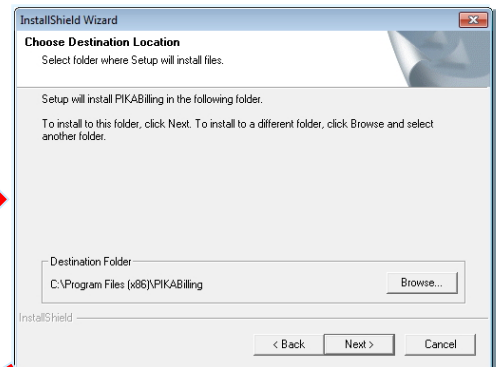 InstallShield Wizard
Choose Destination Location
Select folder where Setup will install files.
Setup will install PIKABilling in the following folder.
To install to this folder, click Next. To install to a different folder, click Browse and select
another folder.
Destination Folder
C:\Program Files (x86)\PIKABilling
Browse...
InstallShield
< Back
Next >
Cancel